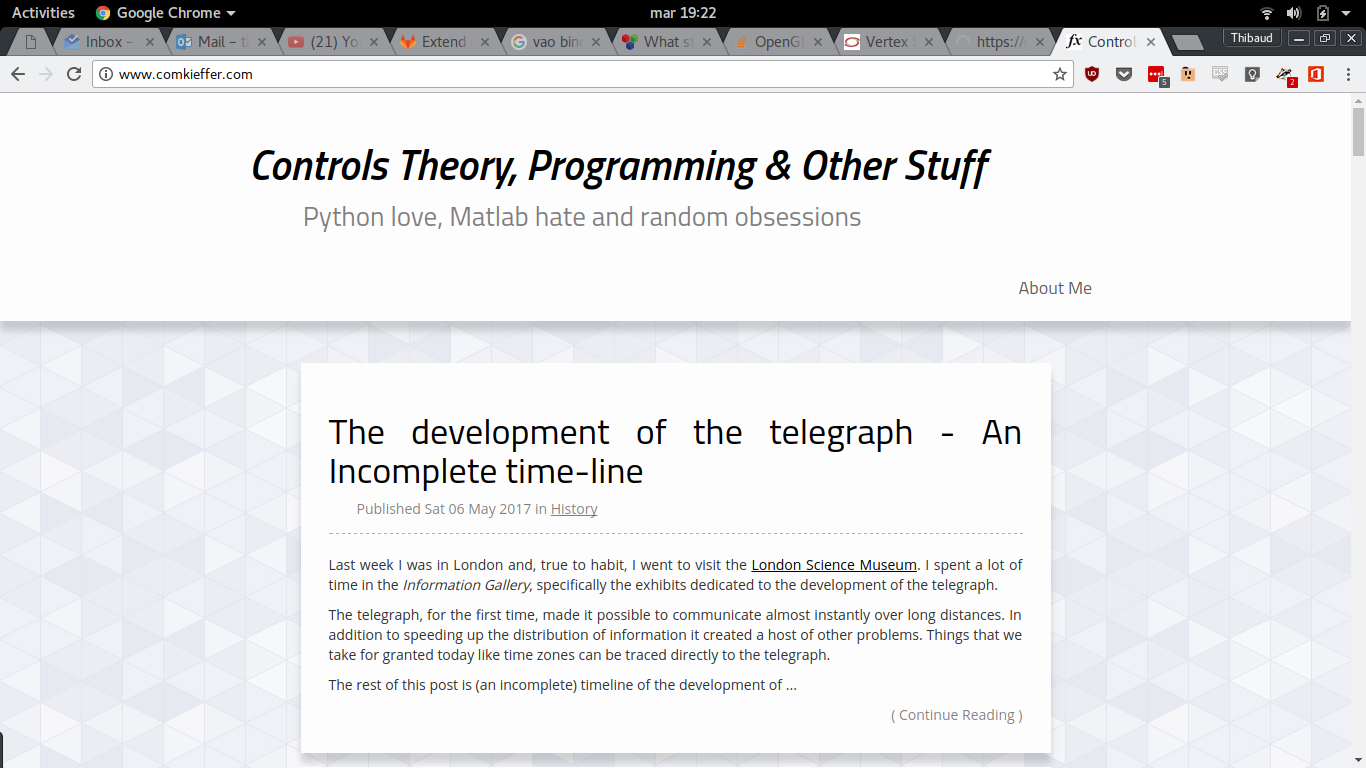 Activities Google Chrome mar 19:22
Inbox – Mail – t (21) Yo Extend vao bin What s OpenG Vertex https:// Control Thibaud
www.comkieffer.com 5 2
Controls Theory, Programming & Other Stuff
Python love, Matlab hate and random obsessions
About Me
The development of the telegraph - An
Incomplete time-line
Published Sat 06 May 2017 in History
Last week I was in London and, true to habit, I went to visit the London Science Museum. I spent a lot of
time in the Information Gallery, specifically the exhibits dedicated to the development of the telegraph.
The telegraph, for the first time, made it possible to communicate almost instantly over long distances. In
addition to speeding up the distribution of information it created a host of other problems. Things that we
take for granted today like time zones can be traced directly to the telegraph.
The rest of this post is (an incomplete) timeline of the development of ...
( Continue Reading )